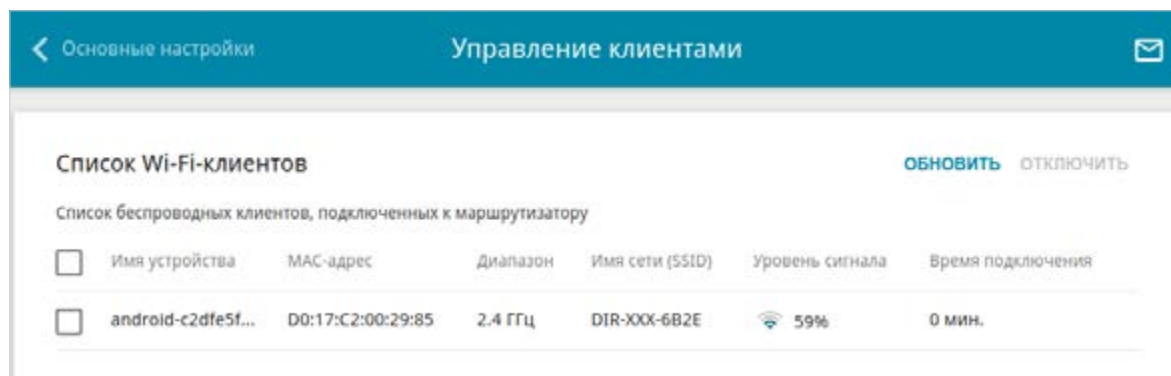 Основные настройки Управление клиентами
Список Wi-Fi-клиентов ОБНОВИТЬ ОТКЛЮЧИТЬ
Список беспроводных клиентов, подключенных к маршрутизатору
Имя устройства MAC-адрес Диапазон Имя сети (SSID) Уровень сигнала Время подключения
android-c2dfe5f... D0:17:C2:00:29:85 2.4 ГГц DIR-XXX-6B2E 59% 0 мин.